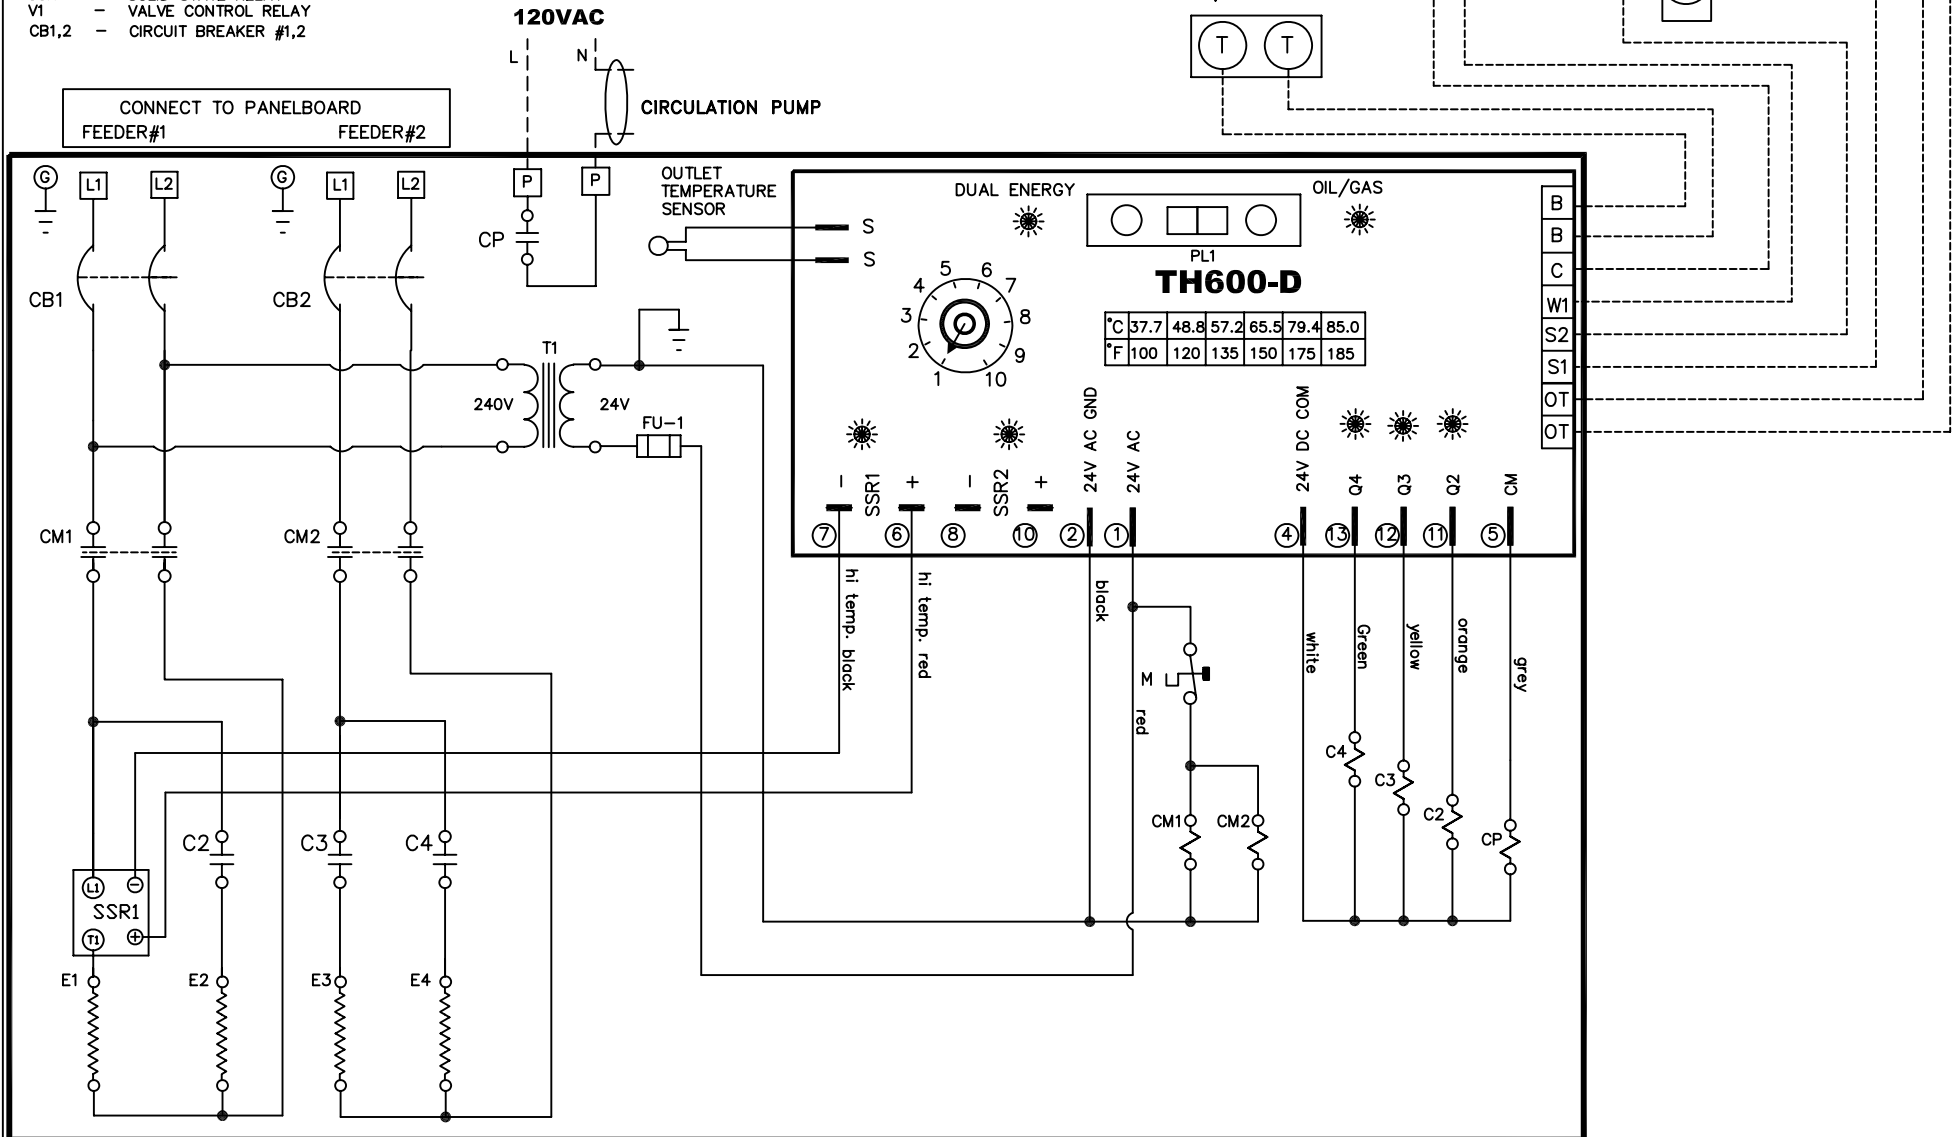 V1 - VALVE CONTROL RELAY
CB1,2 - CIRCUIT BREAKER #1,2
120VAC
L N
T T
CONNECT TO PANELBOARD
FEEDER#1 FEEDER#2
CIRCULATION PUMP
G L1 L2 G L1 L2 P P
OUTLET
TEMPERATURE
SENSOR
CP
S
S
DUAL ENERGY
OIL/GAS
PL1
TH600-D
1 2 3 4 5 6 7 8 9 10
°C 37.7 48.8 57.2 65.5 79.4 85.0
°F 100 120 135 150 175 185
B
B
C
W1
S2
S1
OT
OT
CB1 CB2
T1
240V 24V
FU-1
- SSR1 + - SSR2 + 24V AC GND 24V AC 24V DC COM Q4 Q3 Q2 CM
7 6 8 10 2 1 4 13 12 11 5
CM1 CM2
hi temp. black
hi temp. red
black
red
white
Green
yellow
orange
grey
M
C4
C3
C2
CP
CM1 CM2
C2 C3 C4
L1 -
SSR1
T1 +
E1 E2 E3 E4